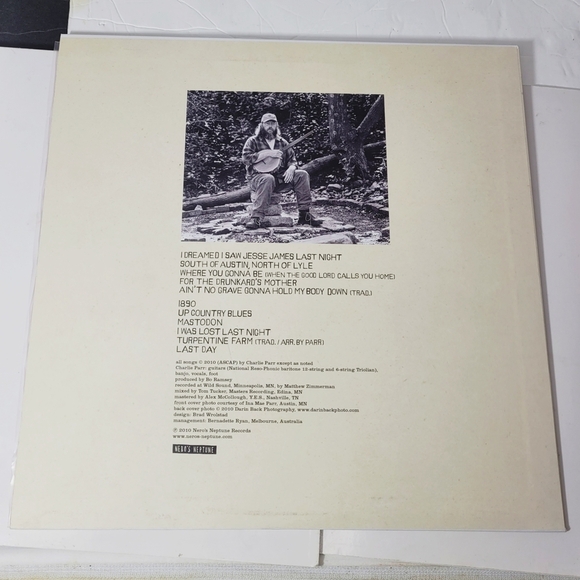 I DREAMED I SAW JESSE JAMES LAST NIGHT
SOUTH OF AUSTIN, NORTH OF LYLE
WHERE YOU GONNA BE (WHEN THE GOOD LORD CALLS YOU HOME)
FOR THE DRUNKARD'S MOTHER
AIN'T NO GRAVE GONNA HOLD MY BODY DOWN (TRAD.)
1890
UP COUNTRY BLUES
MASTODON
I WAS LOST LAST NIGHT
TURPENTINE FARM (TRAD. / ARR. BY PARR)
LAST DAY
all songs © 2010 (ASCAP) by Charlie Parr except as noted
Charlie Parr: guitars (National Reso-Phonic baritone 12-string and 6-string Triolian),
banjo, vocals, foot
produced by Bo Ramsey
recorded at Wild Sound, Minneapolis, MN, by Matthew Zimmerman
mixed by Tom Tucker, Masters Recording, Edina, MN
mastered by Alex McCollough, Y.E.S., Nashville, TN
front cover photo courtesy of Ina Mae Parr, Austin, MN
back cover photo © 2010 Darin Back Photography, www.darinbackphoto.com
design: Brad Wrolstad
management: Bernadette Ryan, Melbourne, Australia
℗ 2010 Nero's Neptune Records
www.neros-neptune.com
NERO'S NEPTUNE